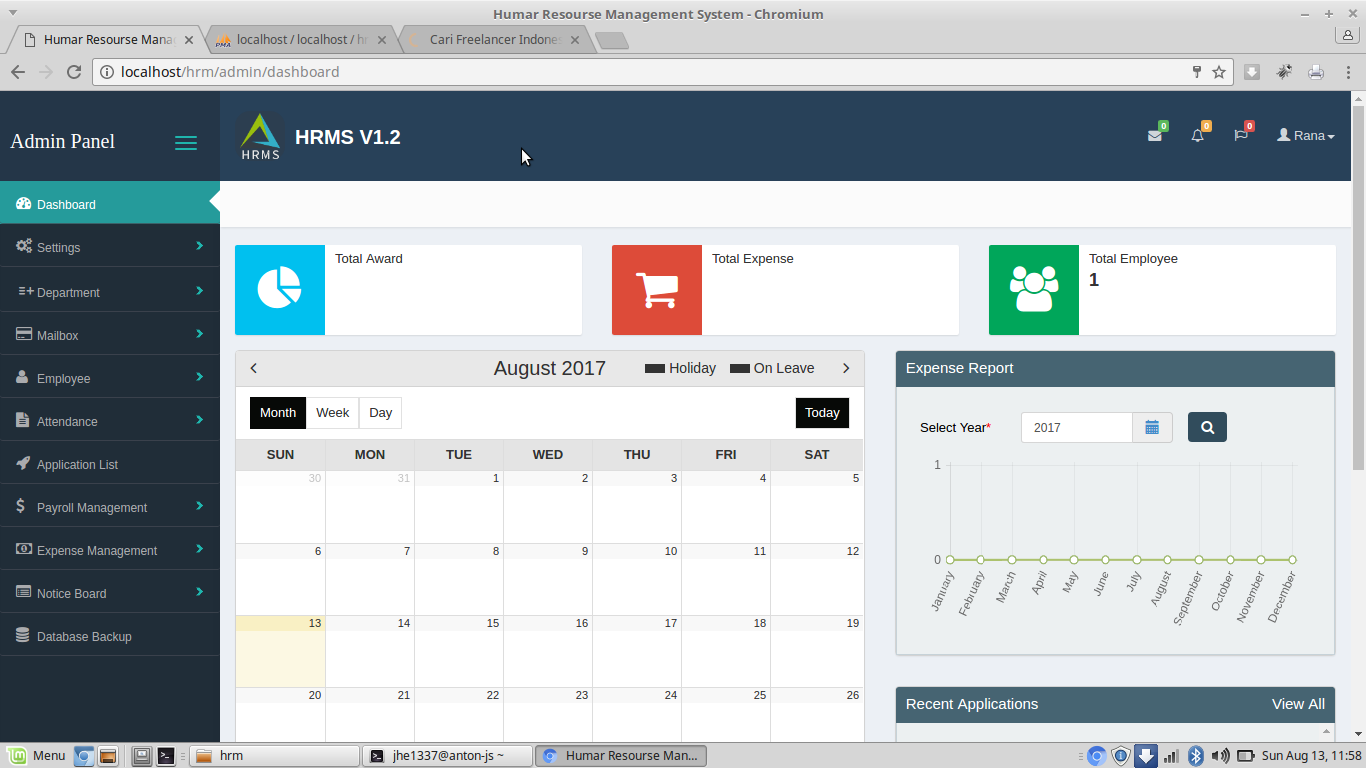 Humar Resourse Management System - Chromium
Humar Resourse Mana
PMA localhost / localhost / hr
Cari Freelancer Indones
localhost/hrm/admin/dashboard
Admin Panel
HRMS
HRMS V1.2
0
0
0
Rana
Dashboard
Settings
Department
Mailbox
Employee
Attendance
Application List
Payroll Management
Expense Management
Notice Board
Database Backup
Total Award
Total Expense
Total Employee
1
August 2017
Holiday
On Leave
Month Week Day
Today
SUN MON TUE WED THU FRI SAT
30 31 1 2 3 4 5
6 7 8 9 10 11 12
13 14 15 16 17 18 19
20 21 22 23 24 25 26
Expense Report
Select Year*
2017
1
0
January February March April May June July August September October November December
Recent Applications
View All
Menu
hrm
jhe1337@anton-js ~
Humar Resourse Man...
Sun Aug 13, 11:58